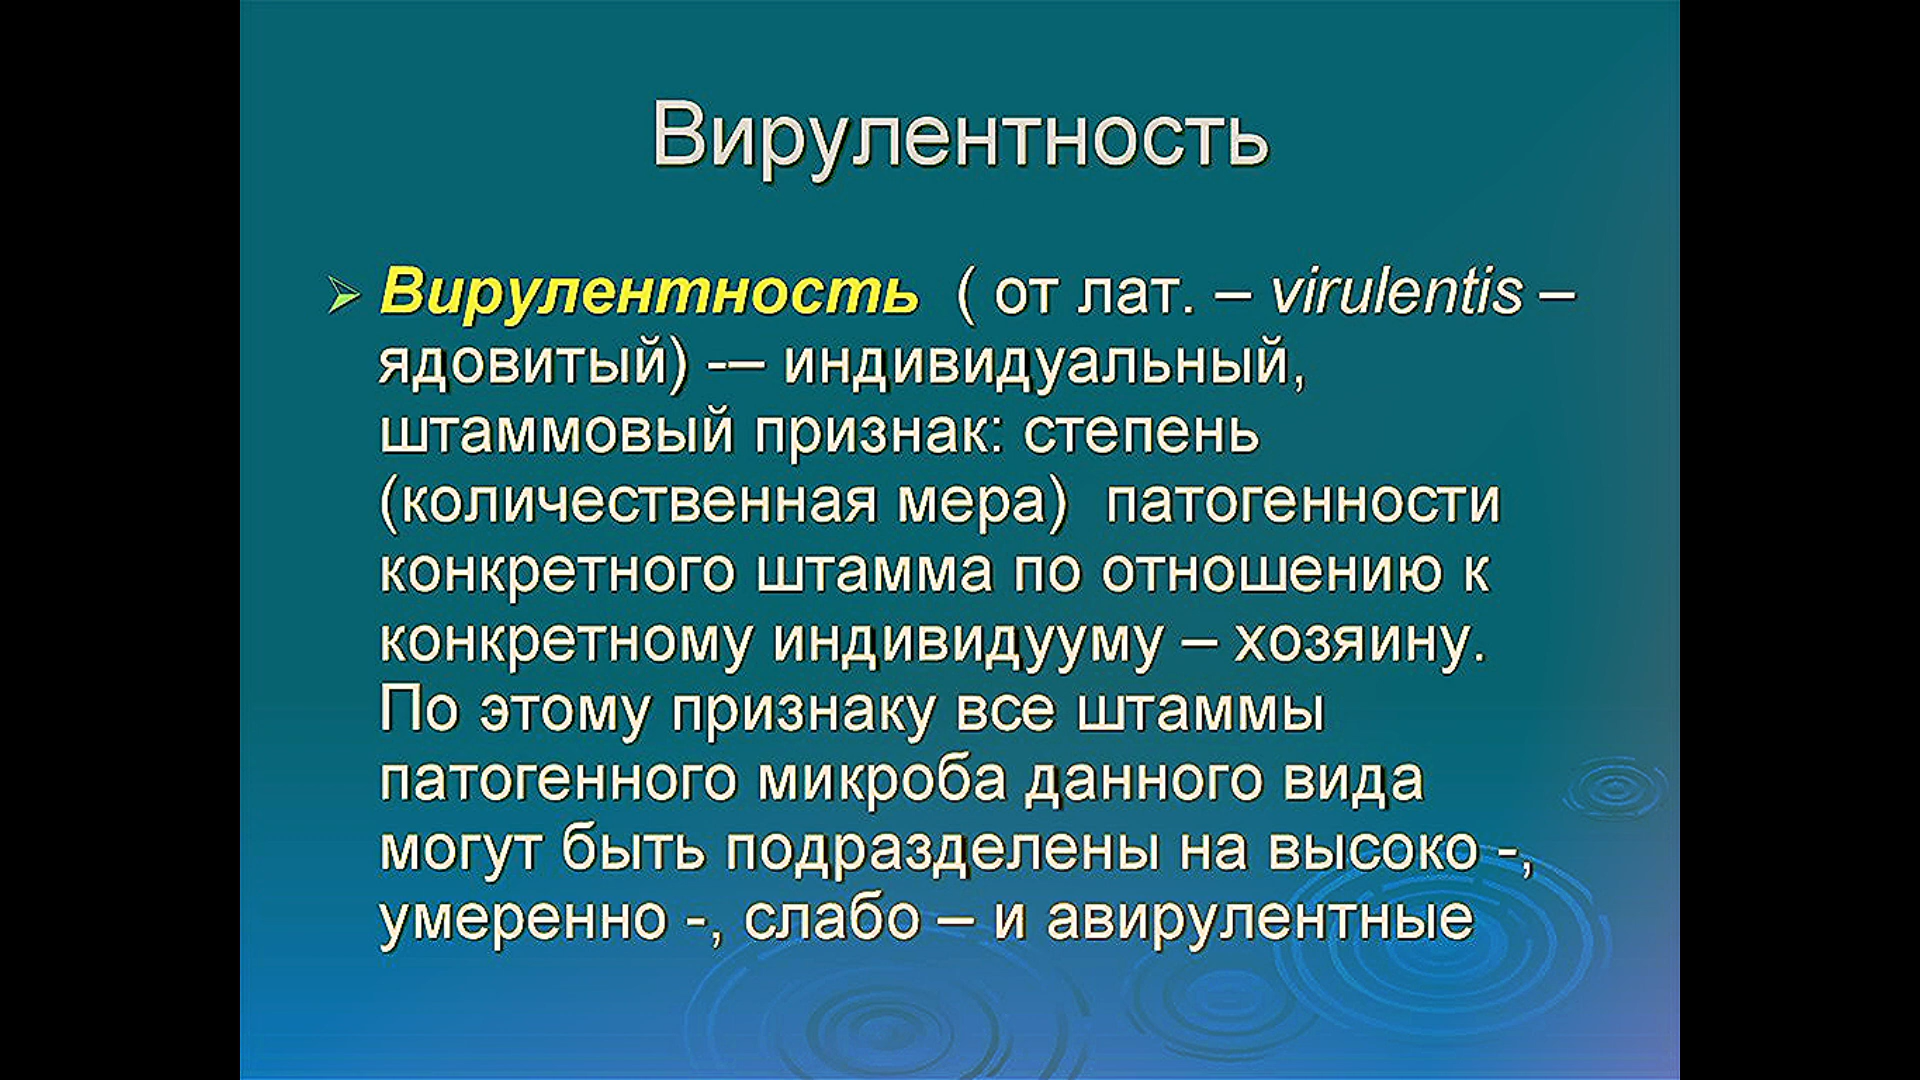 Вирулентность
Вирулентность ( от лат. – virulentis –
ядовитый) -– индивидуальный,
штаммовый признак: степень
(количественная мера) патогенности
конкретного штамма по отношению к
конкретному индивидууму – хозяину.
По этому признаку все штаммы
патогенного микроба данного вида
могут быть подразделены на высоко -,
умеренно -, слабо – и авирулентные